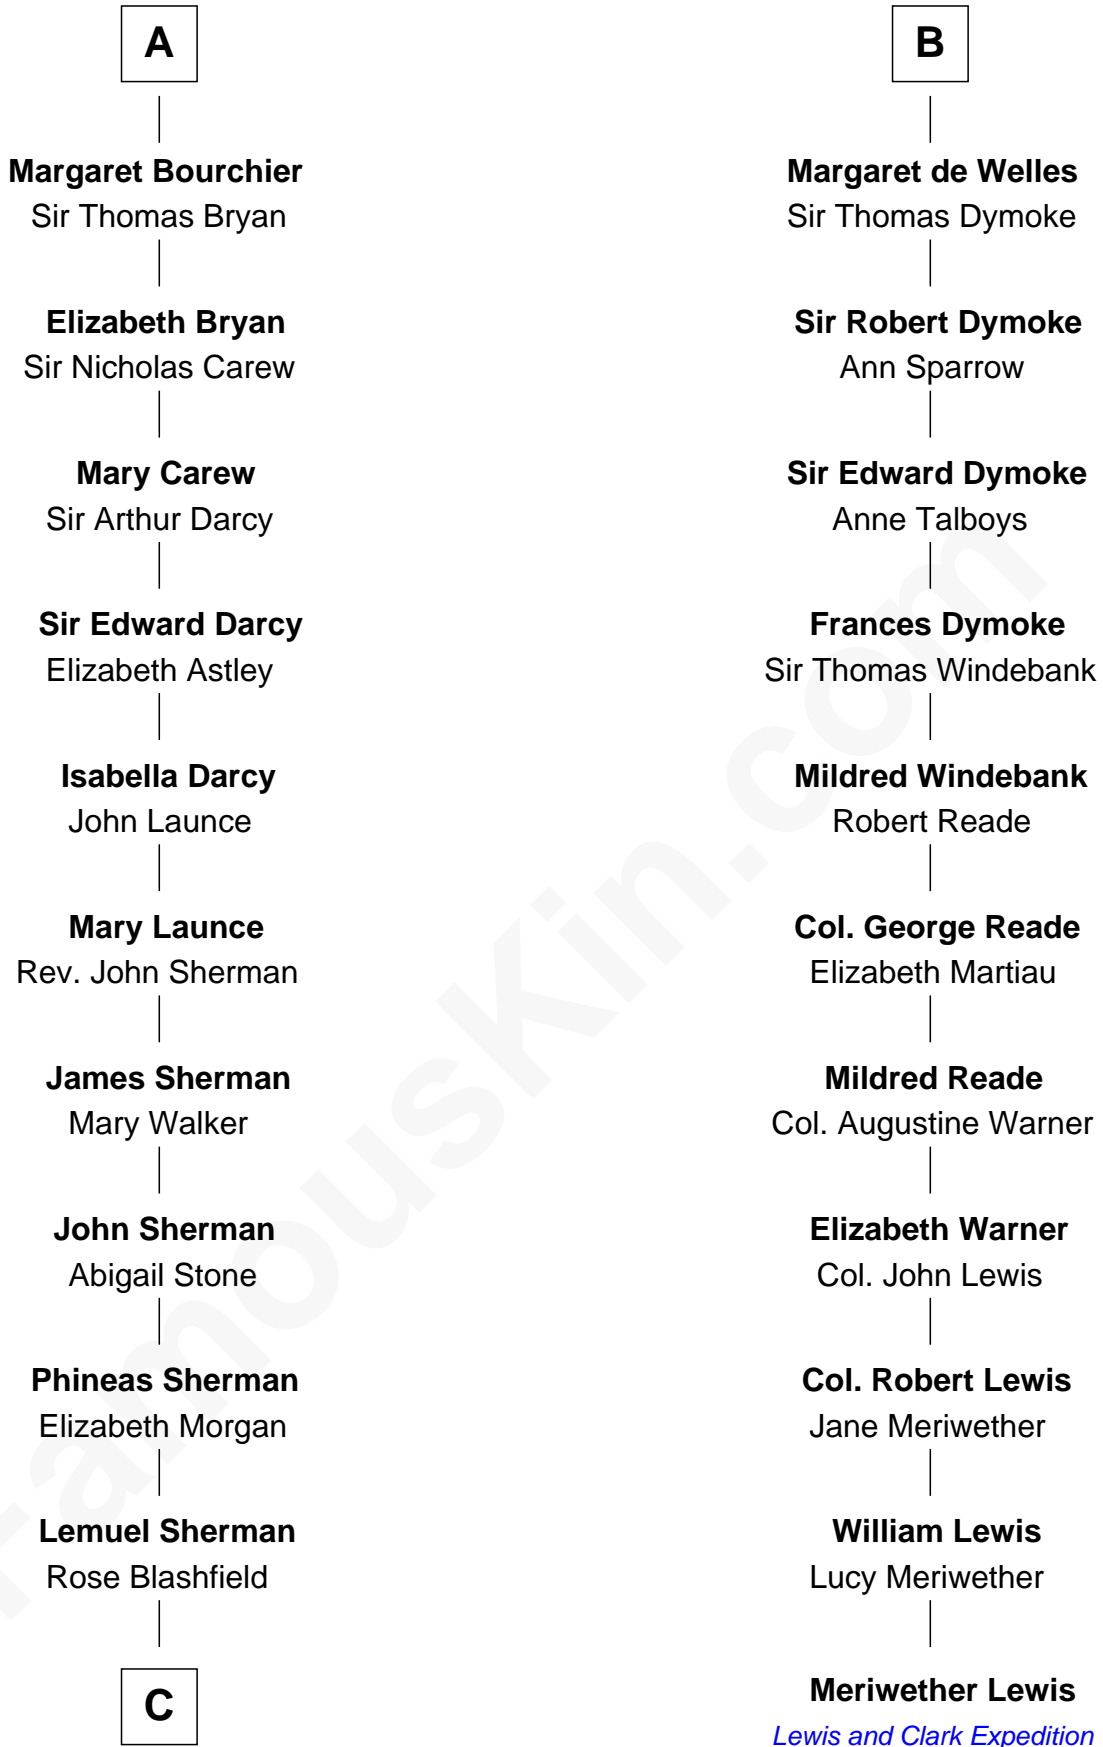 A
Margaret Bourchier
Sir Thomas Bryan
Elizabeth Bryan
Sir Nicholas Carew
Mary Carew
Sir Arthur Darcy
Sir Edward Darcy
Elizabeth Astley
Isabella Darcy
John Launce
Mary Launce
Rev. John Sherman
James Sherman
Mary Walker
John Sherman
Abigail Stone
Phineas Sherman
Elizabeth Morgan
Lemuel Sherman
Rose Blashfield
C
B
Margaret de Welles
Sir Thomas Dymoke
Sir Robert Dymoke
Ann Sparrow
Sir Edward Dymoke
Anne Talboys
Frances Dymoke
Sir Thomas Windebank
Mildred Windebank
Robert Reade
Col. George Reade
Elizabeth Martiau
Mildred Reade
Col. Augustine Warner
Elizabeth Warner
Col. John Lewis
Col. Robert Lewis
Jane Meriwether
William Lewis
Lucy Meriwether
Meriwether Lewis
Lewis and Clark Expedition
FamousKin.com